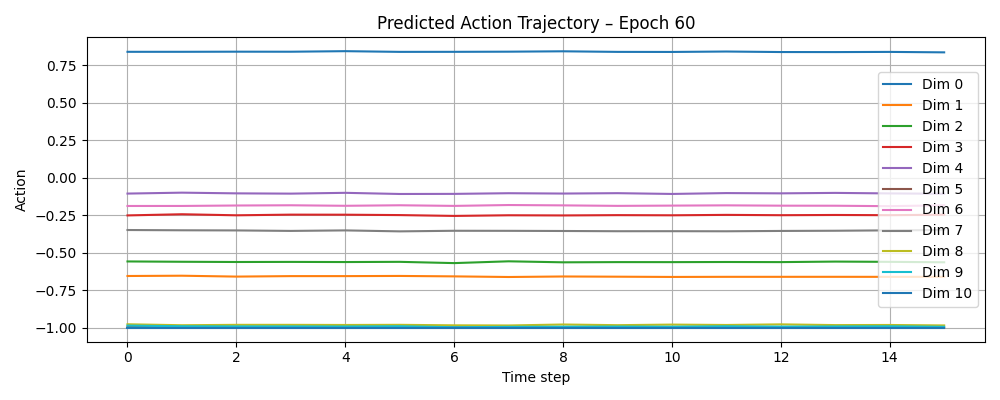 Predicted Action Trajectory – Epoch 60
Action
0.75
0.50
0.25
0.00
−0.25
−0.50
−0.75
−1.00
Dim 0
Dim 1
Dim 2
Dim 3
Dim 4
Dim 5
Dim 6
Dim 7
Dim 8
Dim 9
Dim 10
0 2 4 6 8 10 12 14
Time step